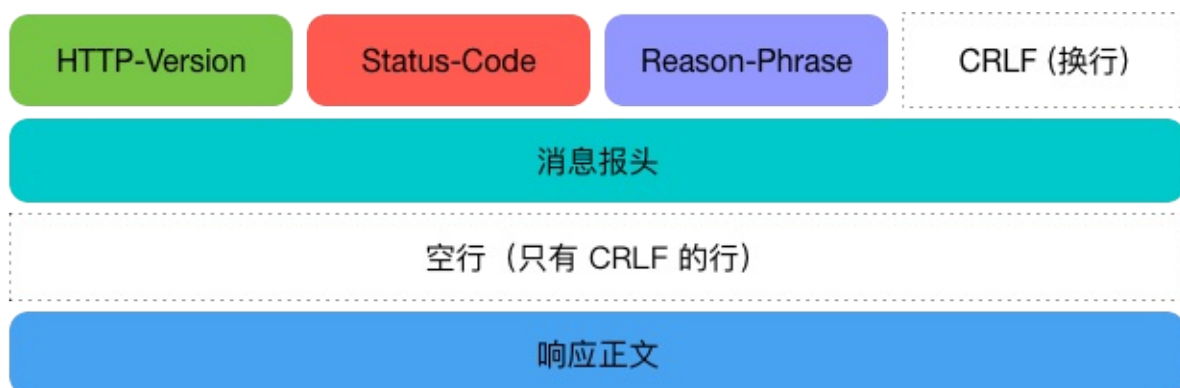 HTTP-Version Status-Code Reason-Phrase CRLF (换行)
消息报头
空行（只有 CRLF 的行）
响应正文